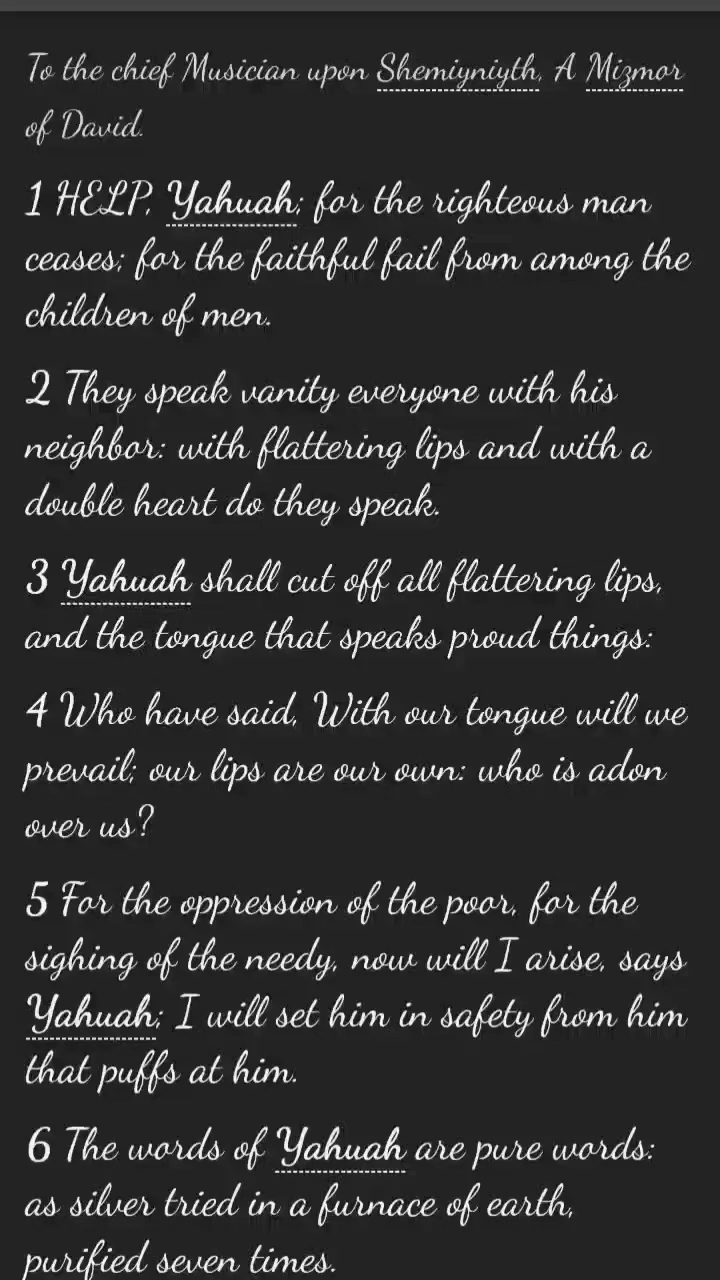 To the chief Musician upon Shemiyniyth, A Mizmor
of David.
1 HELP, Yahuah; for the righteous man
ceases; for the faithful fail from among the
children of men.
2 They speak vanity everyone with his
neighbor: with flattering lips and with a
double heart do they speak.
3 Yahuah shall cut off all flattering lips,
and the tongue that speaks proud things:
4 Who have said, With our tongue will we
prevail; our lips are our own: who is adon
over us?
5 For the oppression of the poor, for the
sighing of the needy, now will I arise, says
Yahuah; I will set him in safety from him
that puffs at him.
6 The words of Yahuah are pure words:
as silver tried in a furnace of earth,
purified seven times.